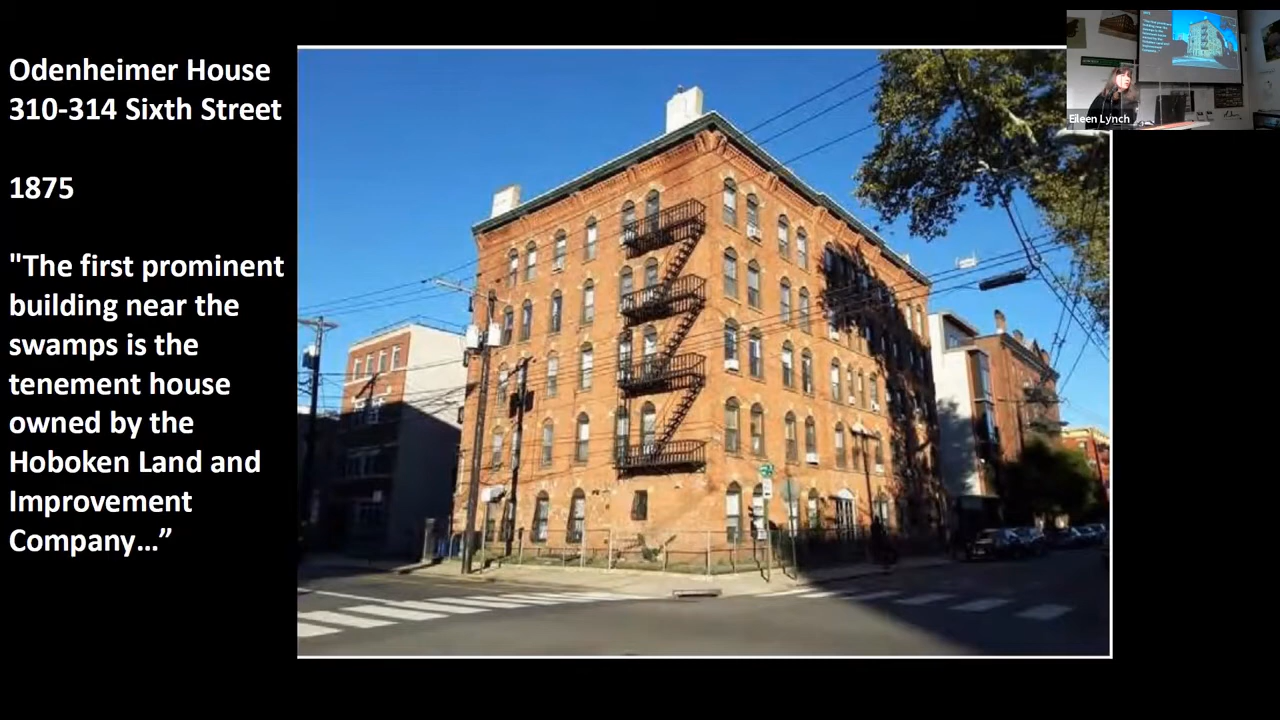 Odenheimer House
310-314 Sixth Street
1875
"The first prominent
building near the
swamps is the
tenement house
owned by the
Hoboken Land and
Improvement
Company…”
Eileen Lynch